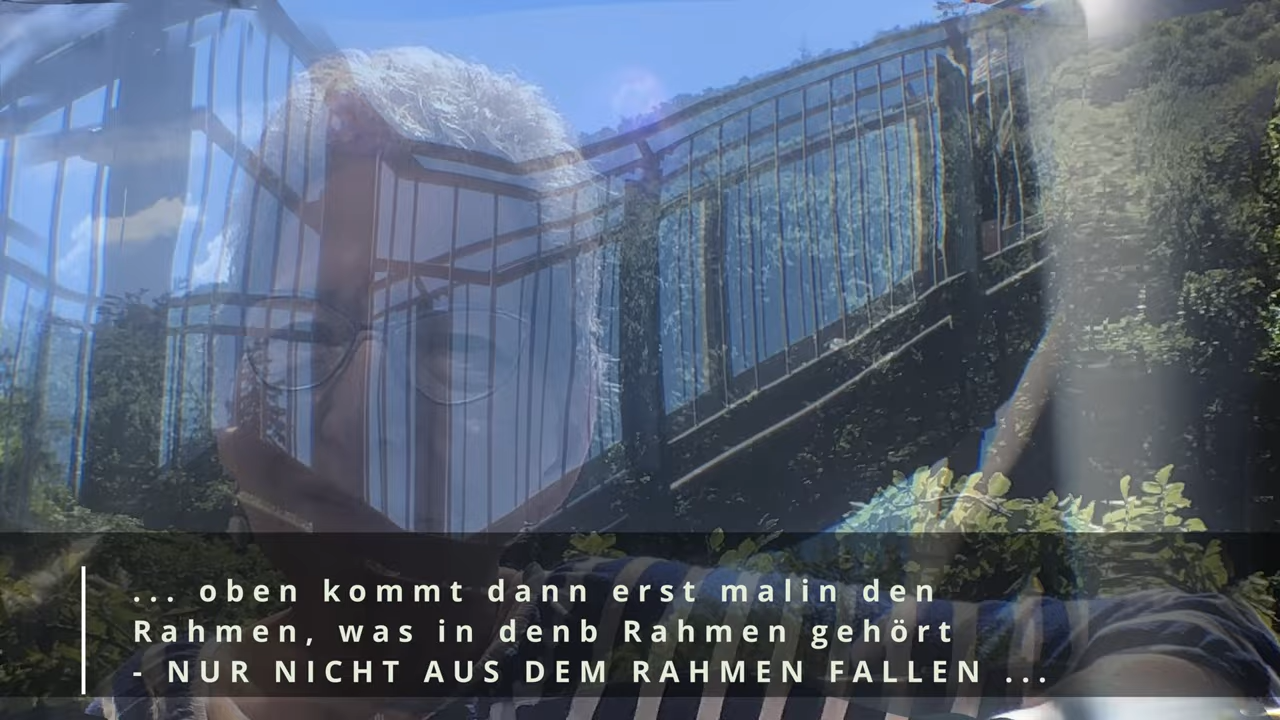 ... oben kommt dann erst malin den
Rahmen, was in denb Rahmen gehört
- NUR NICHT AUS DEM RAHMEN FALLEN ...